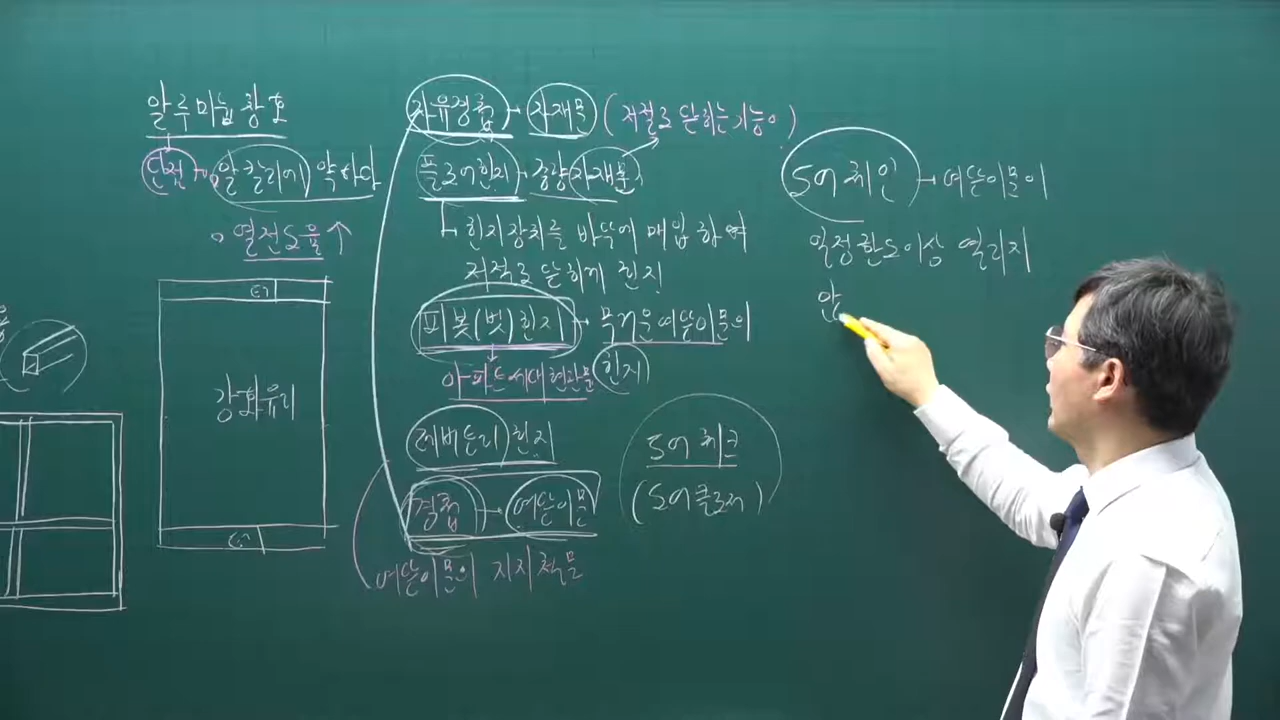 알루미늄창호
단점→ 알칼리에 약하다
열전도율↑
강화유리
자유경첩 - 자재문 (저절로 닫히는 기능이)
플로어힌지 - 중량자재문
ㄴ 힌지장치를 바닥에 매입하여
저절로 닫히게 힌지
피봇(벗)힌지 - 무거운 여닫이문의
아파트세대현관문 힌지
레버토리힌지
경첩 → 여닫이문
여닫이문의 지지철물
도어체크
(도어클로저)
도어체인 → 여닫이문이
일정한도이상 열리지
안